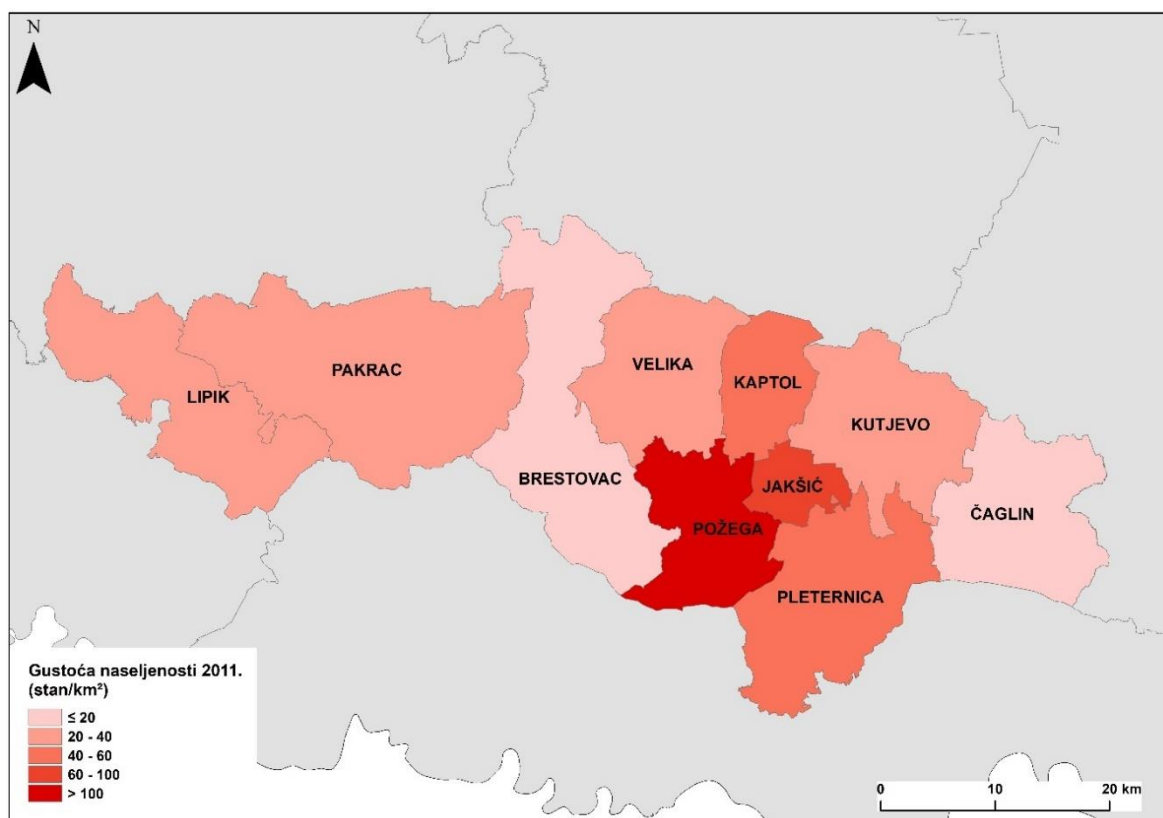 N
PAKRAC
LIPIK
VELIKA
KAPTOL
KUTJEVO
BRESTOVAC
JAKŠIĆ
ČAGLIN
POŽEGA
PLETERNICA
Gustoća naseljenosti 2011.
(stan/km²)
≤ 20
20 - 40
40 - 60
60 - 100
> 100
0 10 20 km